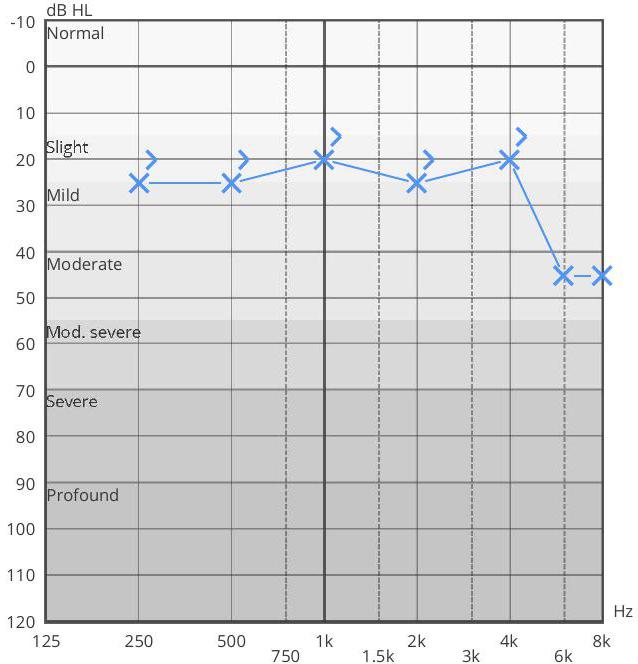 dB HL
-10
Normal
0
10
Slight
20
Mild
30
40
Moderate
50
Mod. severe
60
70
Severe
80
90
Profound
100
110
120
Hz
125 250 500 1k 2k 4k 8k
750 1.5k 3k 6k